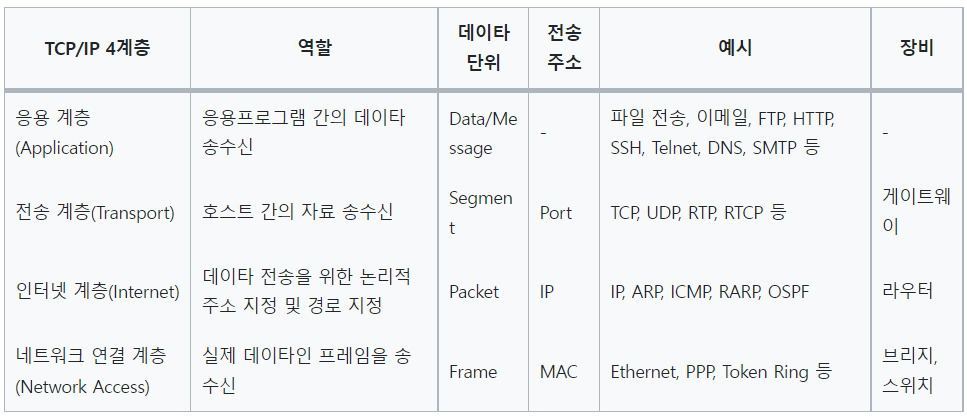 TCP/IP 4계층 역할 데이타 단위 전송 주소 예시 장비
응용 계층
(Application)
응용프로그램 간의 데이타
송수신
Data/Me
ssage
-
파일 전송, 이메일, FTP, HTTP,
SSH, Telnet, DNS, SMTP 등
-
전송 계층(Transport)
호스트 간의 자료 송수신
Segmen
t
Port
TCP, UDP, RTP, RTCP 등
게이트웨
이
인터넷 계층(Internet)
데이타 전송을 위한 논리적
주소 지정 및 경로 지정
Packet
IP
IP, ARP, ICMP, RARP, OSPF
라우터
네트워크 연결 계층
(Network Access)
실제 데이타인 프레임을 송
수신
Frame
MAC
Ethernet, PPP, Token Ring 등
브리지,
스위치